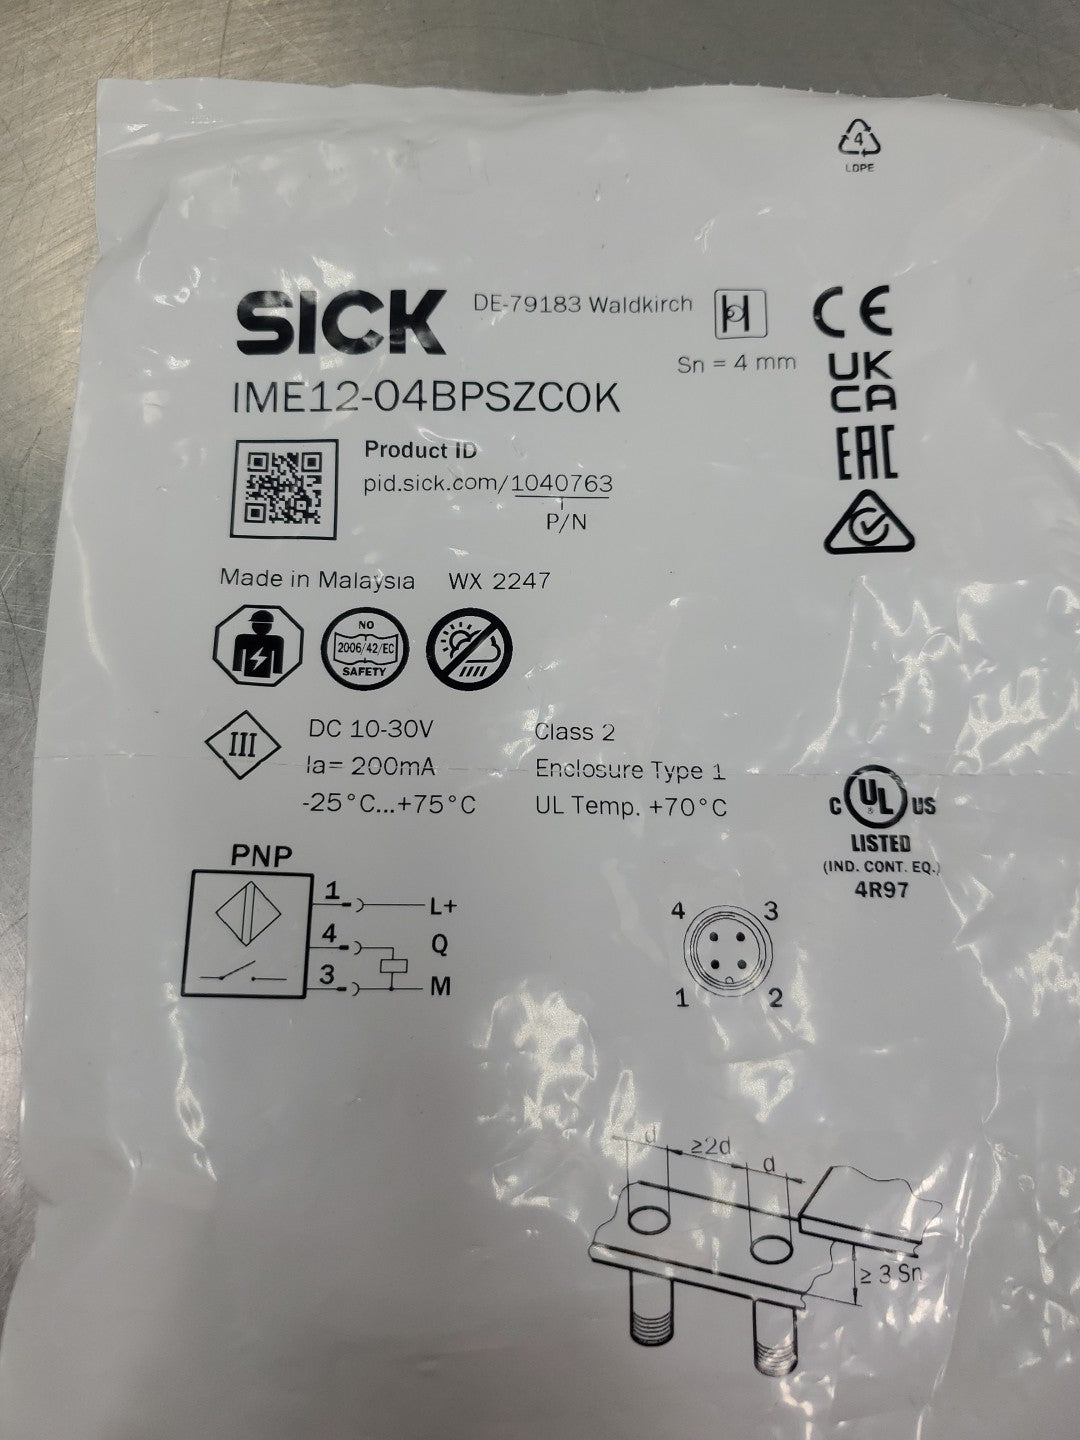 4
LDPE
SICK DE-79183 Waldkirch
Sn = 4 mm
IME12-04BPSZC0K
CE
UK
CA
EAC
Product ID
pid.sick.com/1040763
P/N
Made in Malaysia WX 2247
NO
2006/42/EC
SAFETY
III
DC 10-30V Class 2
Ia= 200mA Enclosure Type 1
-25°C...+75°C UL Temp. +70°C
C UL ® US
LISTED
(IND. CONT. EQ.)
4R97
PNP
1 L+
4 Q
3 M
4 3
1 2
d ≥2d d
≥ 3 Sn